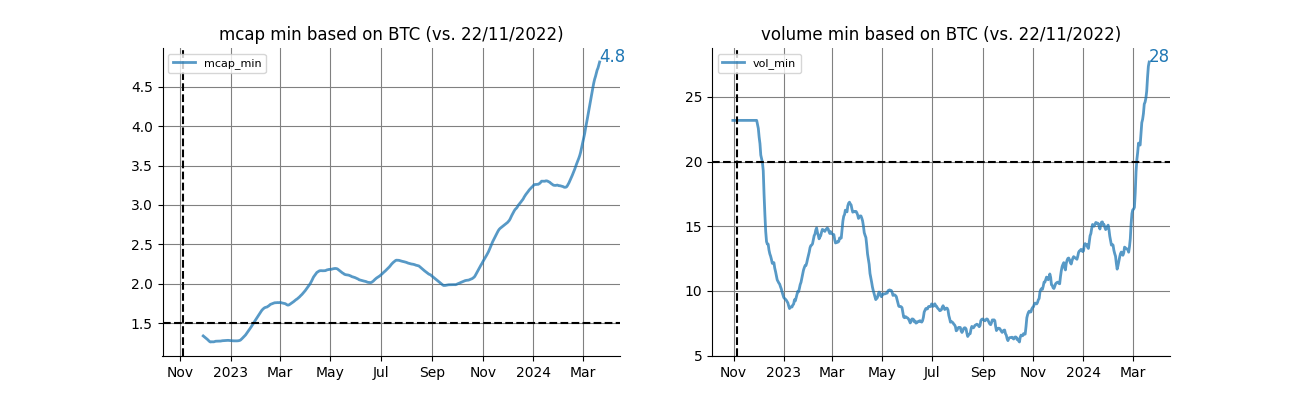 mcap min based on BTC (vs. 22/11/2022)
4.8
mcap_min
4.5
4.0
3.5
3.0
2.5
2.0
1.5
Nov 2023 Mar May Jul Sep Nov 2024 Mar
volume min based on BTC (vs. 22/11/2022)
28
vol_min
25
20
15
10
5
Nov 2023 Mar May Jul Sep Nov 2024 Mar